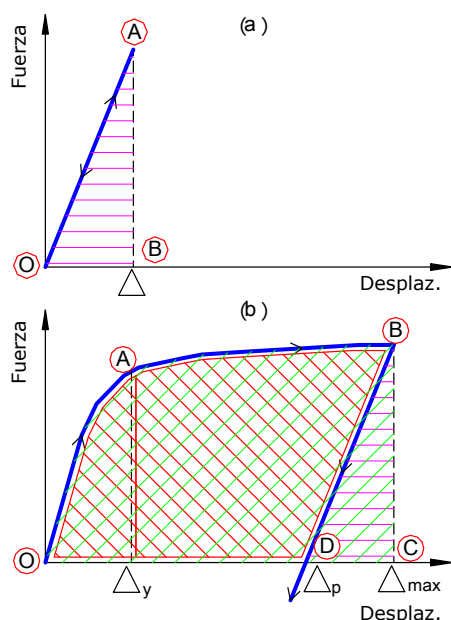 (a)
Fuerza
A
O
B
Desplaz.
△
(b)
Fuerza
A
B
O
D
C
△y
△p
△max
Desplaz.